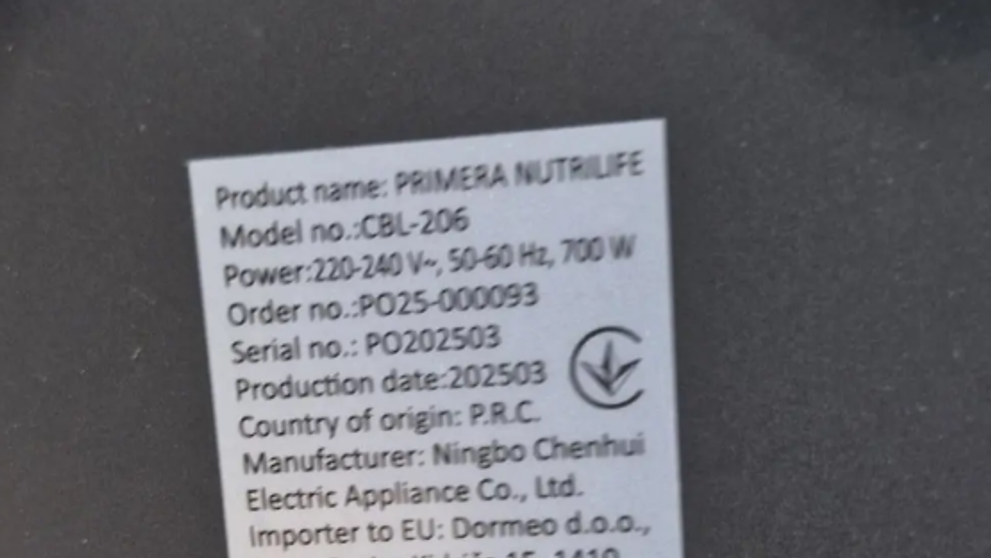 Product name: PRIMERA NUTRILIFE
Model no.:CBL-206
Power:220-240 V~, 50-60 Hz, 700 W
Order no.:PO25-000093
Serial no.: PO202503
Production date:202503
Country of origin: P.R.C.
Manufacturer: Ningbo Chenhui
Electric Appliance Co., Ltd.
Importer to EU: Dormeo d.o.o.,
15, 1410